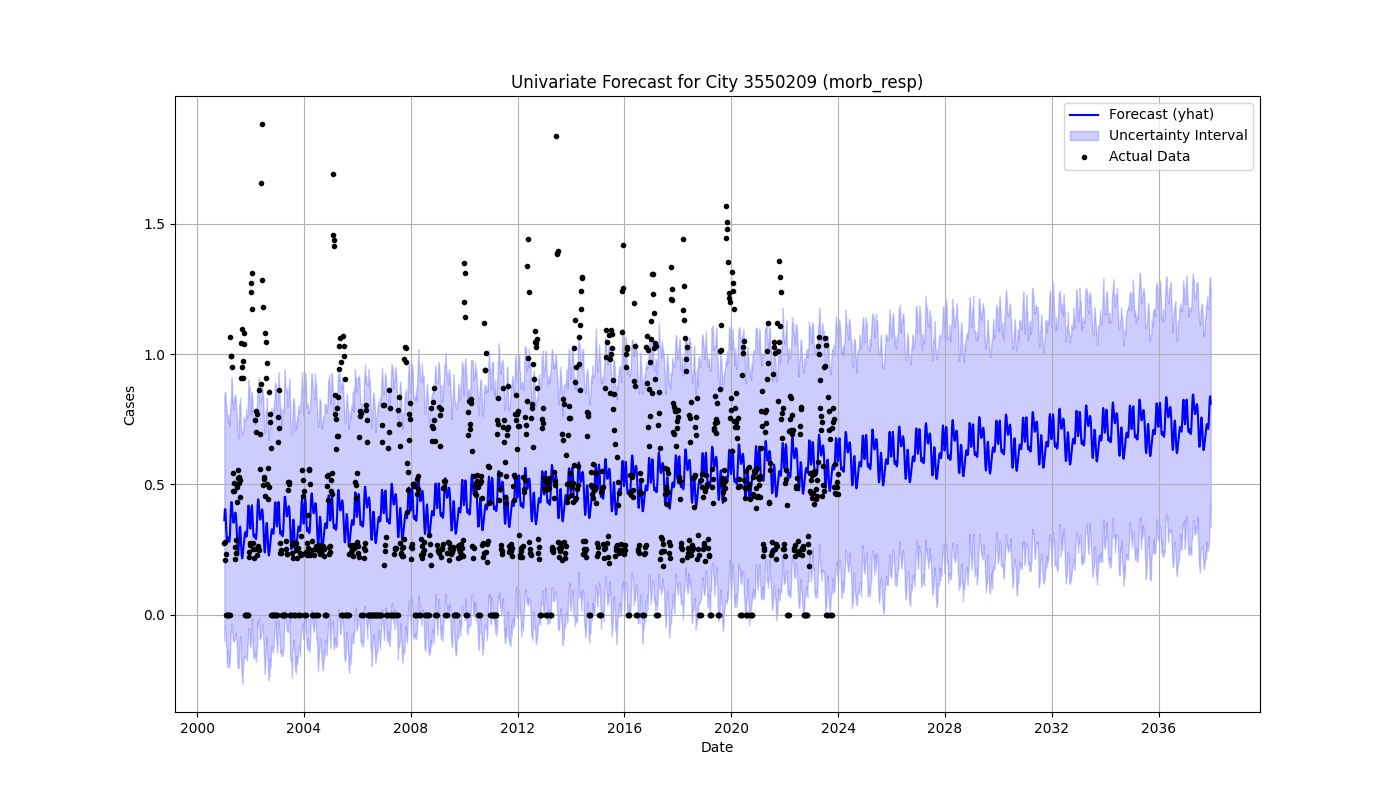 Univariate Forecast for City 3550209 (morb_resp)
Forecast (yhat)
Uncertainty Interval
Actual Data
Cases
1.5
1.0
0.5
0.0
2000 2004 2008 2012 2016 2020 2024 2028 2032 2036
Date